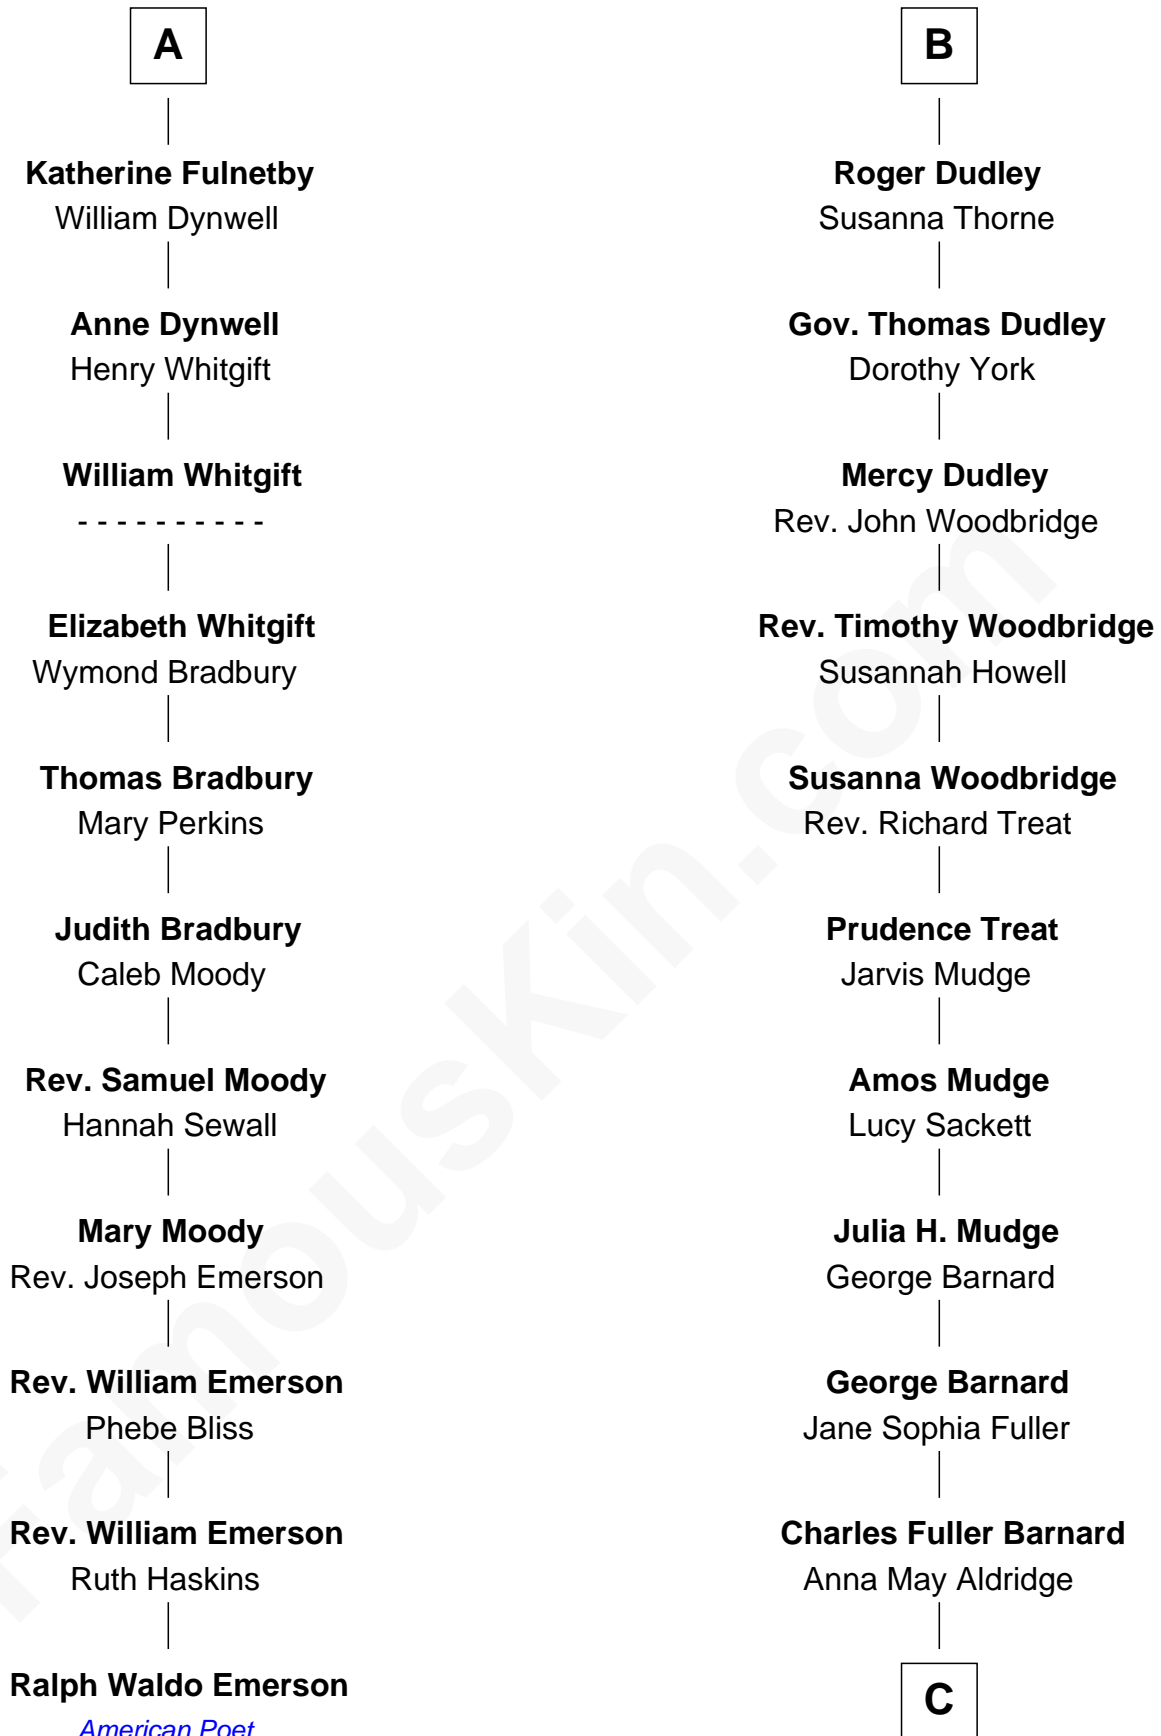 A
Katherine Fulnetby
William Dynwell
Anne Dynwell
Henry Whitgift
William Whitgift
- - - - - - - - - -
Elizabeth Whitgift
Wymond Bradbury
Thomas Bradbury
Mary Perkins
Judith Bradbury
Caleb Moody
Rev. Samuel Moody
Hannah Sewall
Mary Moody
Rev. Joseph Emerson
Rev. William Emerson
Phebe Bliss
Rev. William Emerson
Ruth Haskins
Ralph Waldo Emerson
American Poet
B
Roger Dudley
Susanna Thorne
Gov. Thomas Dudley
Dorothy York
Mercy Dudley
Rev. John Woodbridge
Rev. Timothy Woodbridge
Susannah Howell
Susanna Woodbridge
Rev. Richard Treat
Prudence Treat
Jarvis Mudge
Amos Mudge
Lucy Sackett
Julia H. Mudge
George Barnard
George Barnard
Jane Sophia Fuller
Charles Fuller Barnard
Anna May Aldridge
C
FamousKin.com